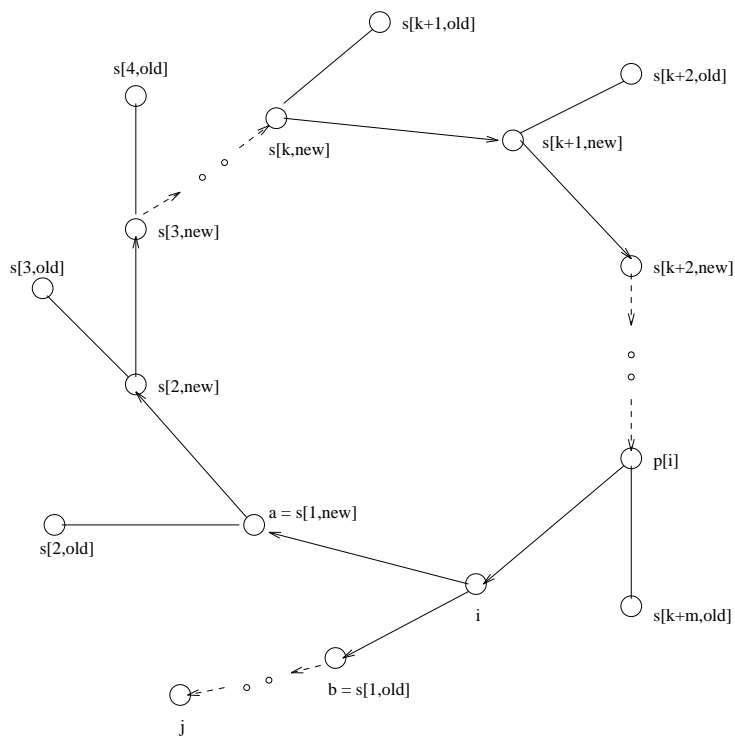 s[k+1,old]
s[4,old]
s[k+2,old]
s[k,new]
s[k+1,new]
s[3,new]
s[3,old]
s[k+2,new]
s[2,new]
p[i]
a = s[1,new]
s[2,old]
i
s[k+m,old]
b = s[1,old]
j